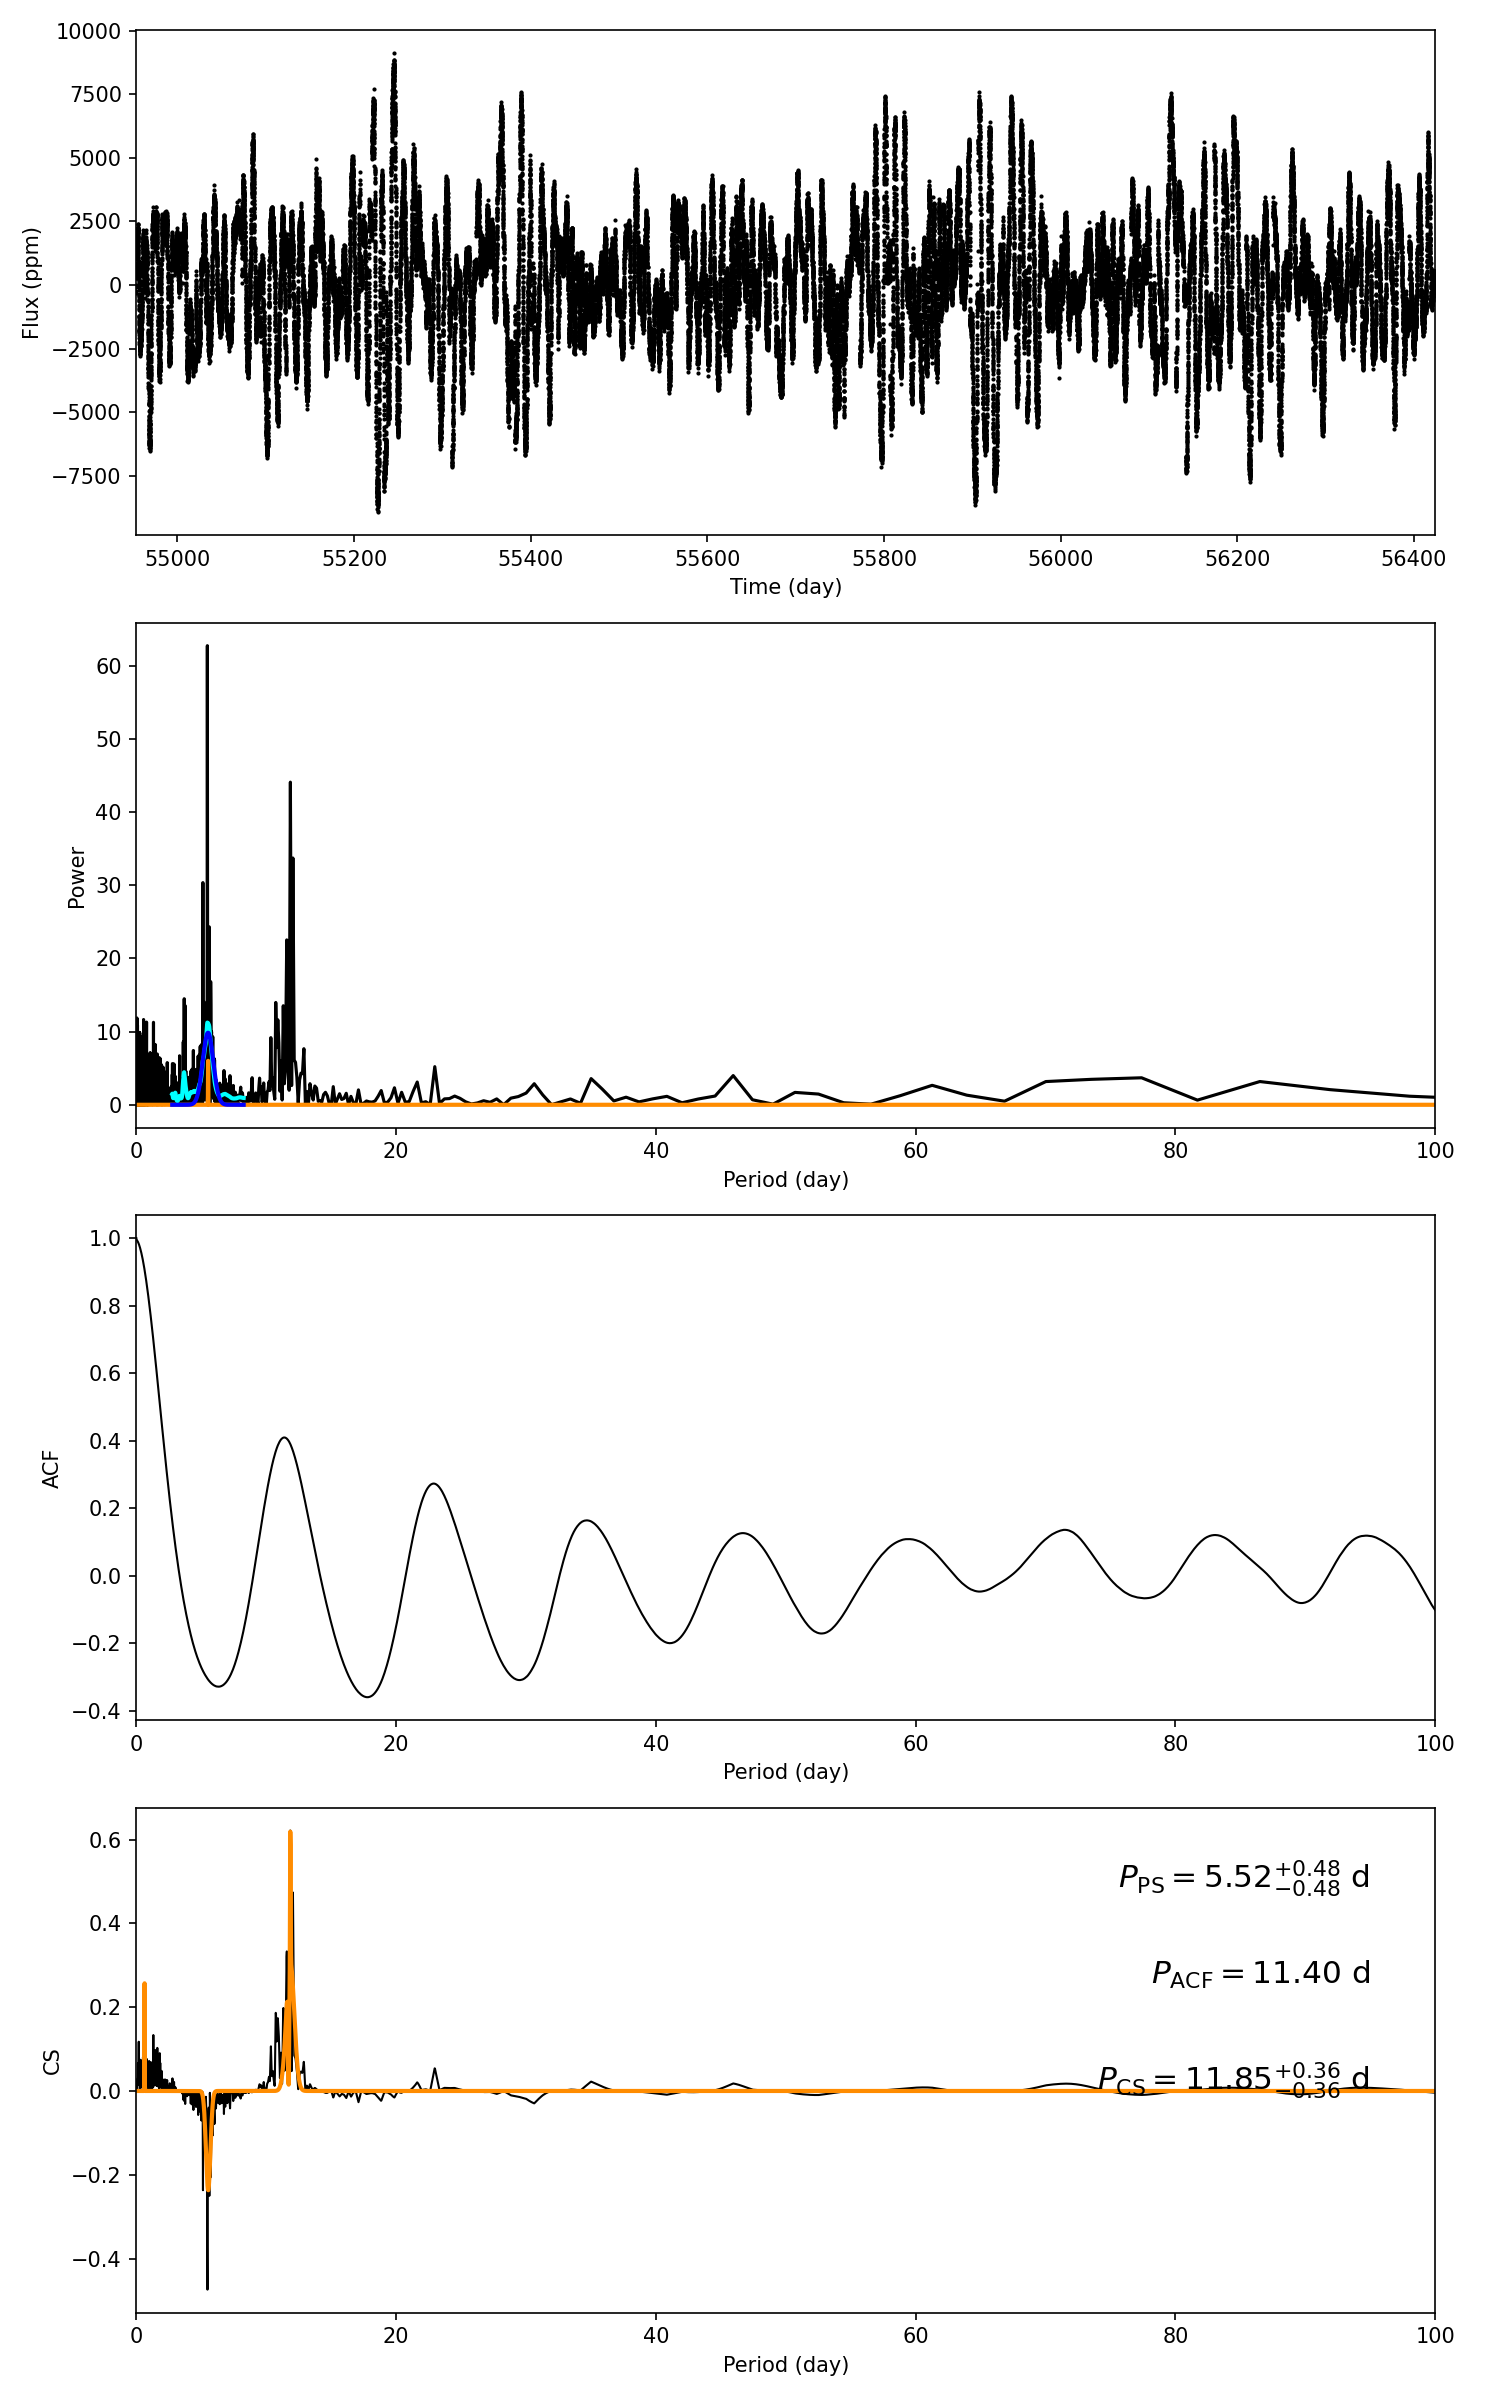 10000
7500
5000
2500
0
−2500
−5000
−7500
Flux (ppm)
55000 55200 55400 55600 55800 56000 56200 56400
Time (day)
60
50
40
30
20
10
0
Power
0 20 40 60 80 100
Period (day)
1.0
0.8
0.6
0.4
0.2
0.0
−0.2
−0.4
ACF
0 20 40 60 80 100
Period (day)
0.6
0.4
0.2
0.0
−0.2
−0.4
CS
P_PS = 5.52^{+0.48}_{−0.48} d
P_ACF = 11.40 d
P_CS = 11.85^{+0.36}_{−0.36} d
0 20 40 60 80 100
Period (day)